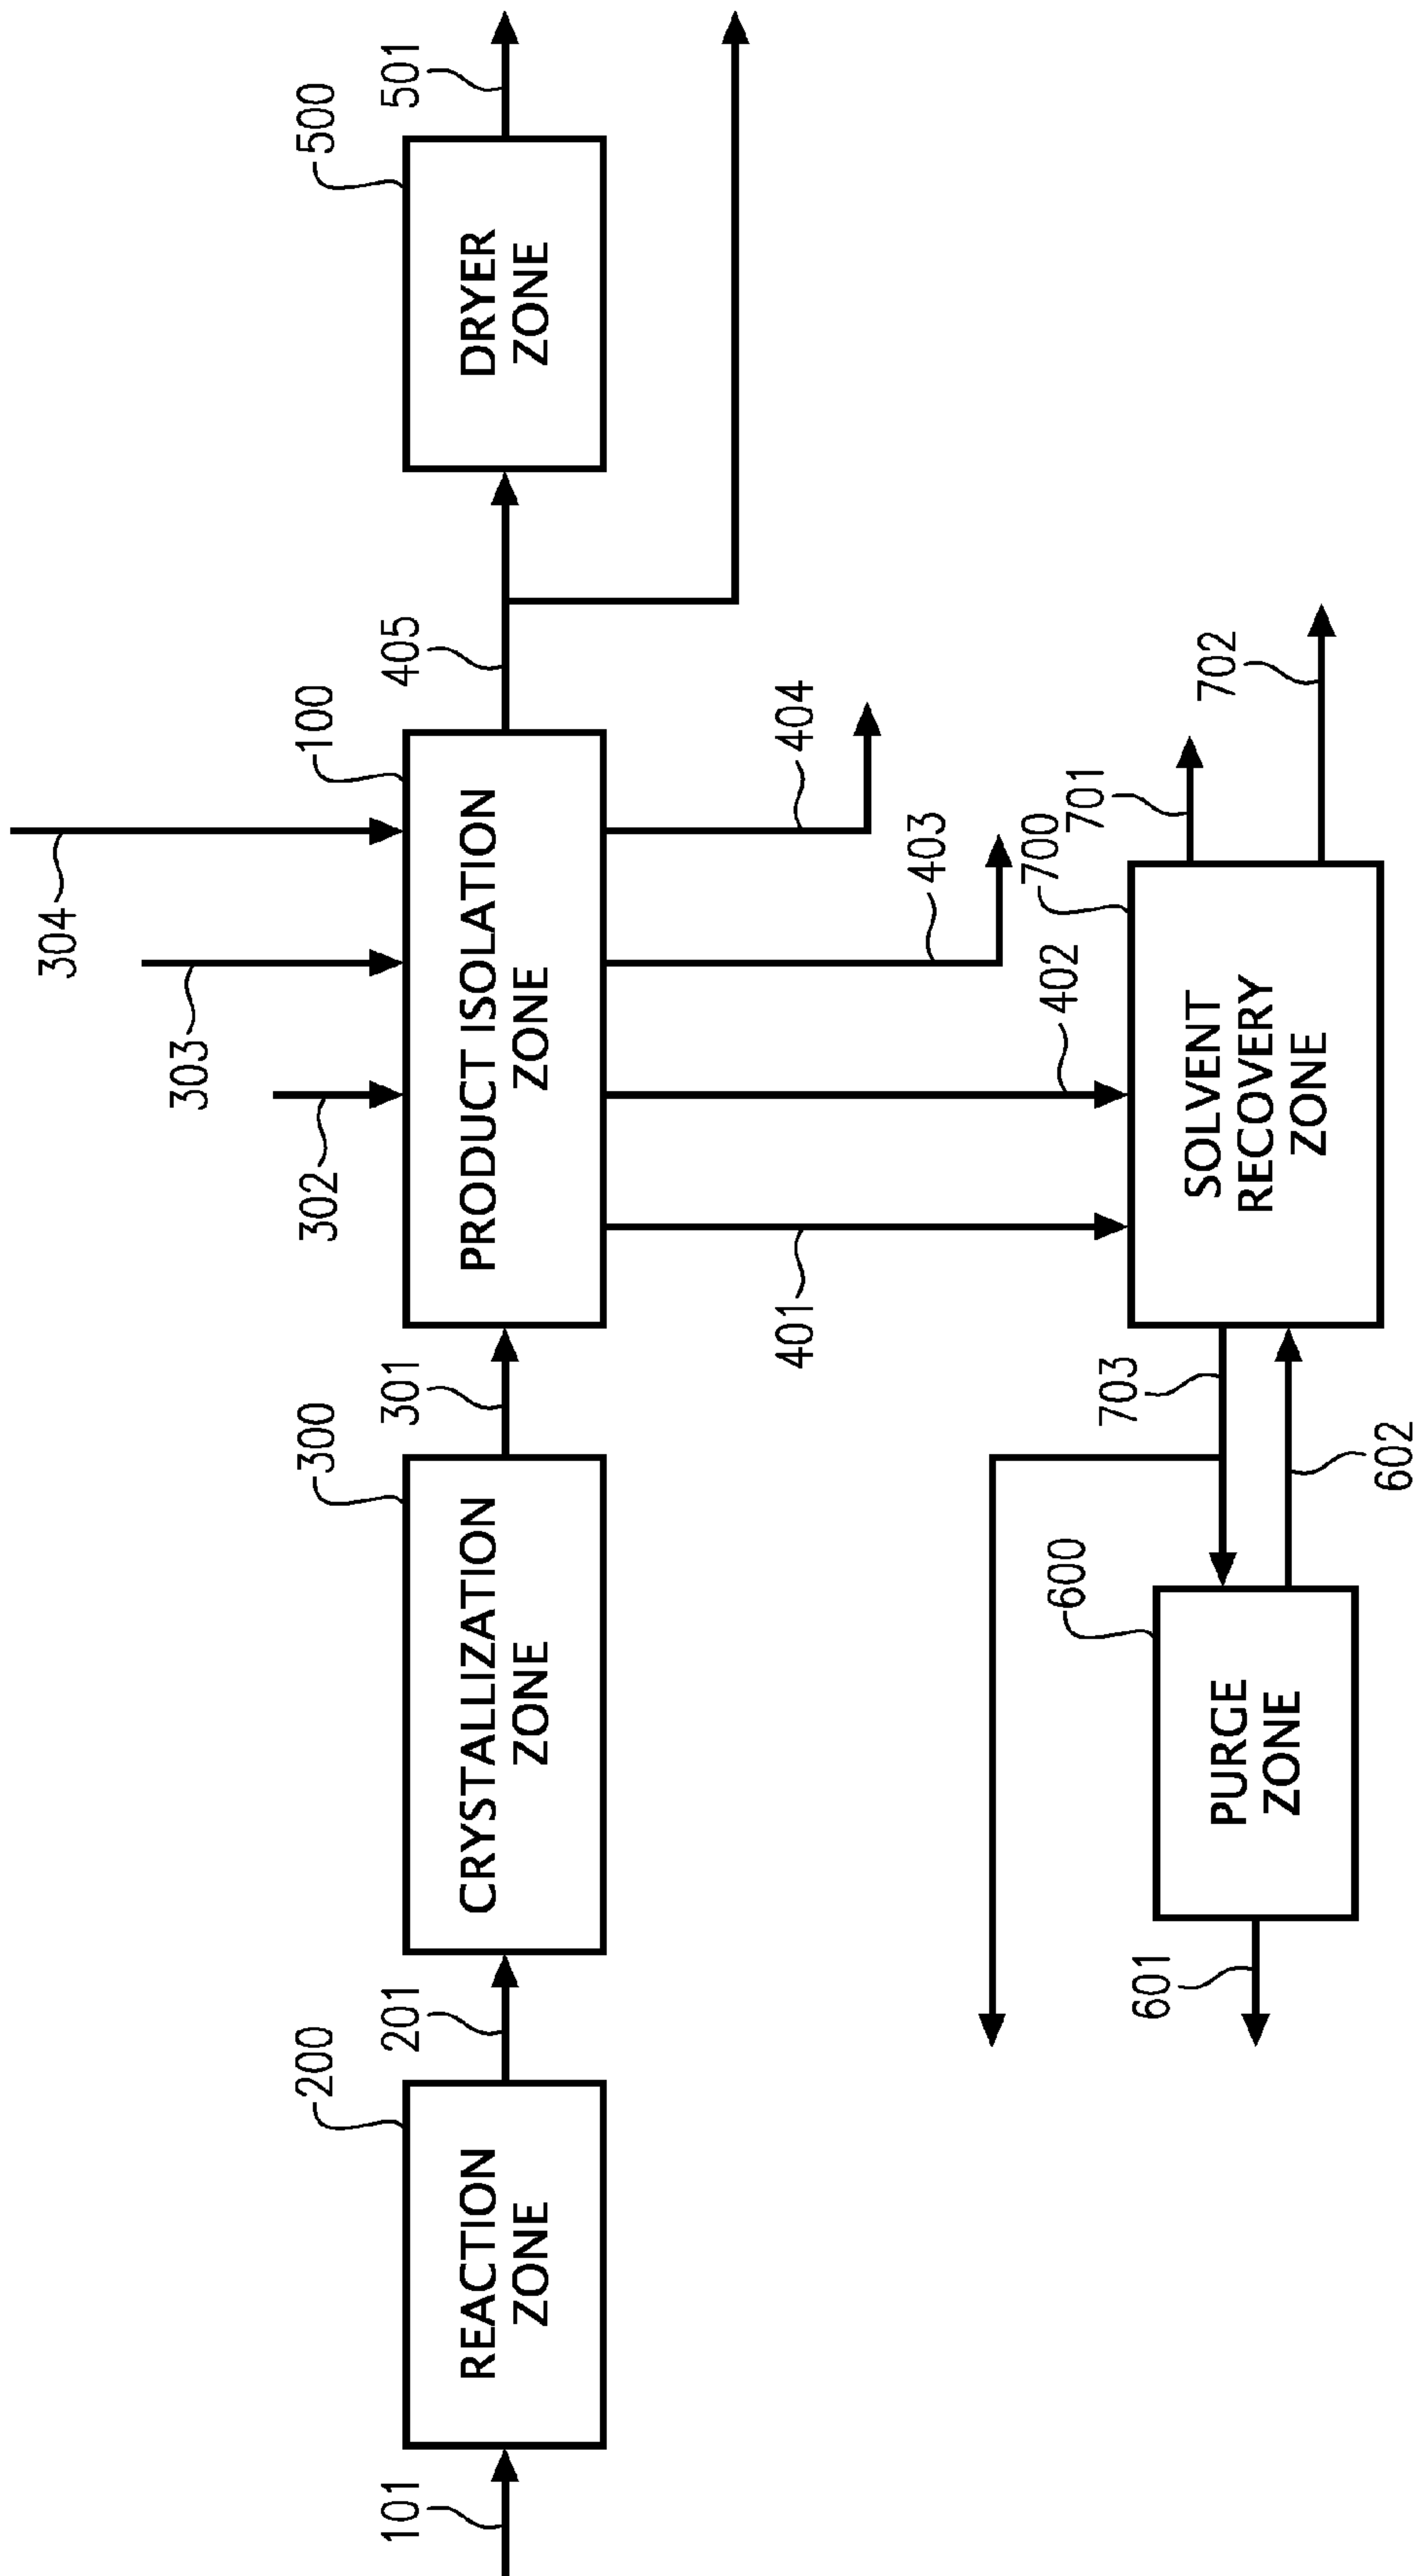 304
303
302
101
200
REACTION
ZONE
201
300
CRYSTALLIZATION
ZONE
301
100
PRODUCT ISOLATION
ZONE
405
500
DRYER
ZONE
501
401
404
403
402
601
600
PURGE
ZONE
703
602
700
SOLVENT
RECOVERY
ZONE
701
702